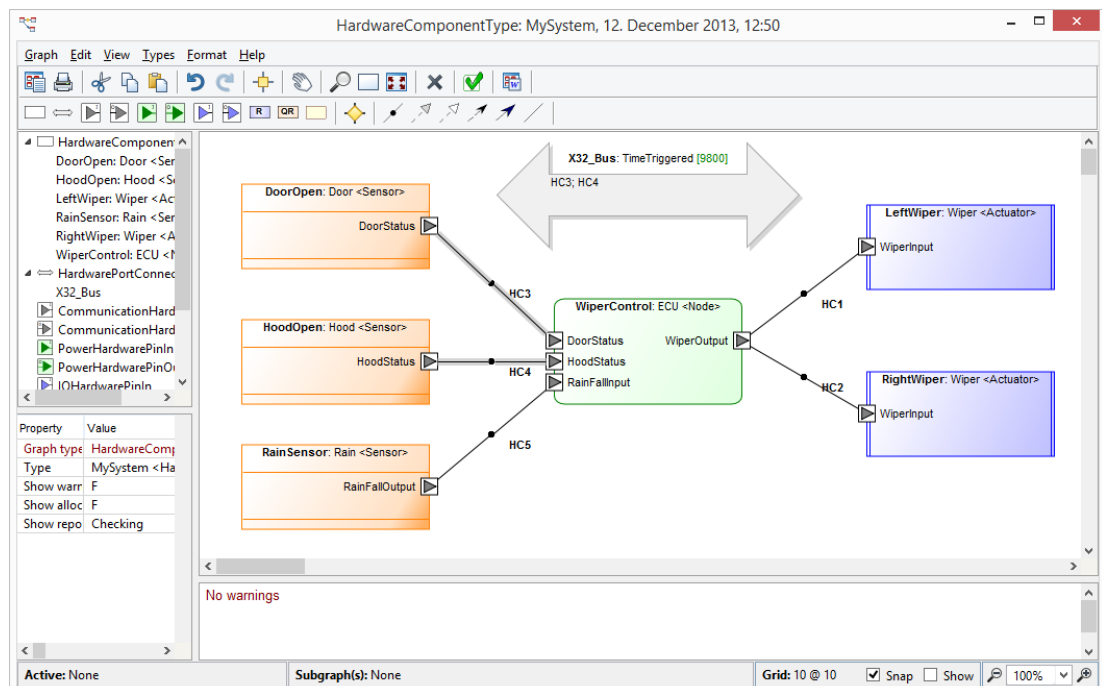 HardwareComponentType: MySystem, 12. December 2013, 12:50
Graph Edit View Types Format Help
R QR
HardwareComponen
DoorOpen: Door <Ser
HoodOpen: Hood <S
LeftWiper: Wiper <Ac
RainSensor: Rain <Ser
RightWiper: Wiper <A
WiperControl: ECU <N
HardwarePortConnec
X32_Bus
CommunicationHard
CommunicationHard
PowerHardwarePinIn
PowerHardwarePinO
IOHardwarePinIn
Property Value
Graph type HardwareComp
Type MySystem <Ha
Show warr F
Show alloc F
Show repo Checking
X32_Bus: TimeTriggered [9800]
HC3; HC4
DoorOpen: Door <Sensor>
DoorStatus
HC3
HoodOpen: Hood <Sensor>
HoodStatus
HC4
RainSensor: Rain <Sensor>
RainFallOutput
HC5
WiperControl: ECU <Node>
DoorStatus WiperOutput
HoodStatus
RainFallInput
LeftWiper: Wiper <Actuator>
WiperInput
HC1
RightWiper: Wiper <Actuator>
WiperInput
HC2
No warnings
Active: None Subgraph(s): None Grid: 10 @ 10 Snap Show 100%